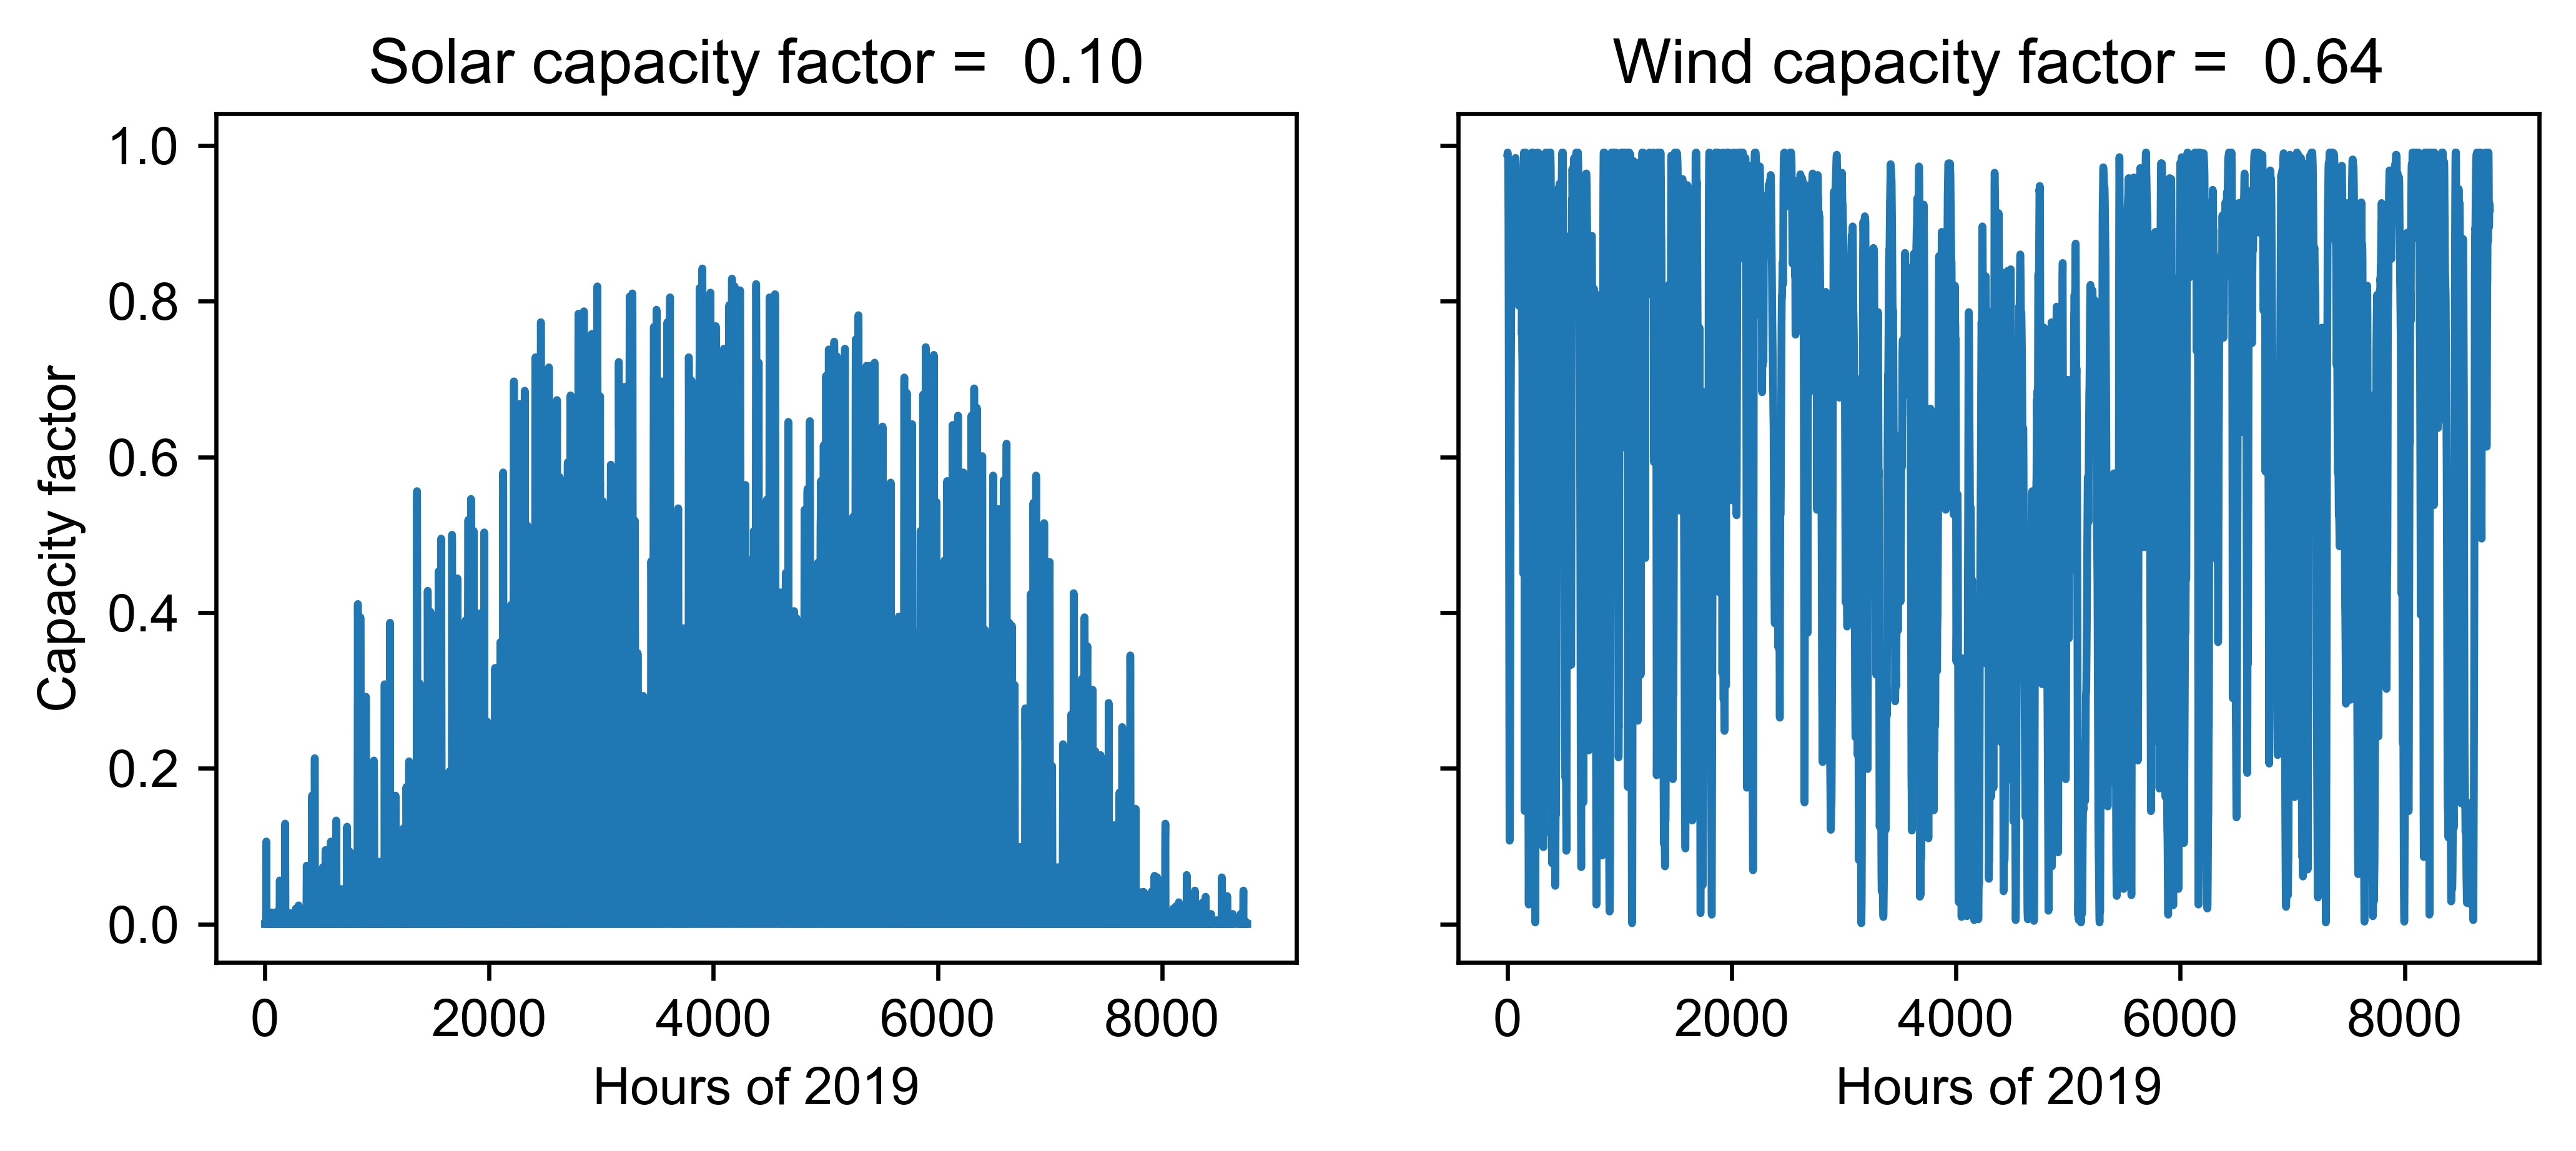 Solar capacity factor =  0.10
Wind capacity factor =  0.64
Capacity factor
1.0
0.8
0.6
0.4
0.2
0.0
0 2000 4000 6000 8000
Hours of 2019
0 2000 4000 6000 8000
Hours of 2019